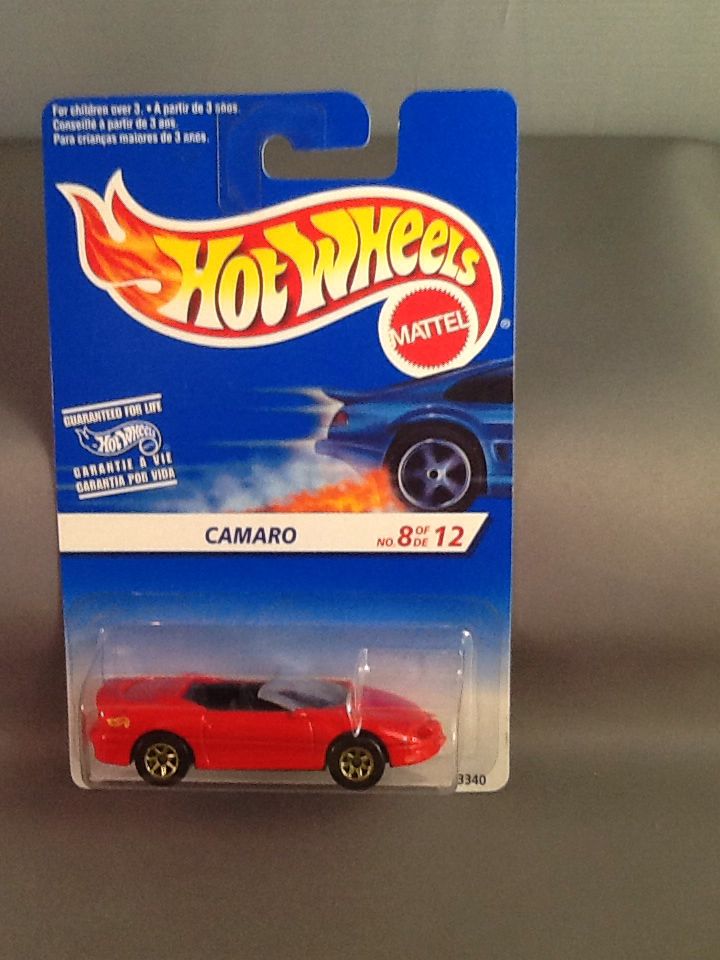 For children over 3. • A partir de 3 años.
Conseillé à partir de 3 ans.
Para crianças maiores de 3 anos.
HOT WHEELS
MATTEL
®
GUARANTEED FOR LIFE
HOT WHEELS
GARANTIE A VIE
GARANTIA POR VIDA
CAMARO
NO. 8 OF DE 12
3340